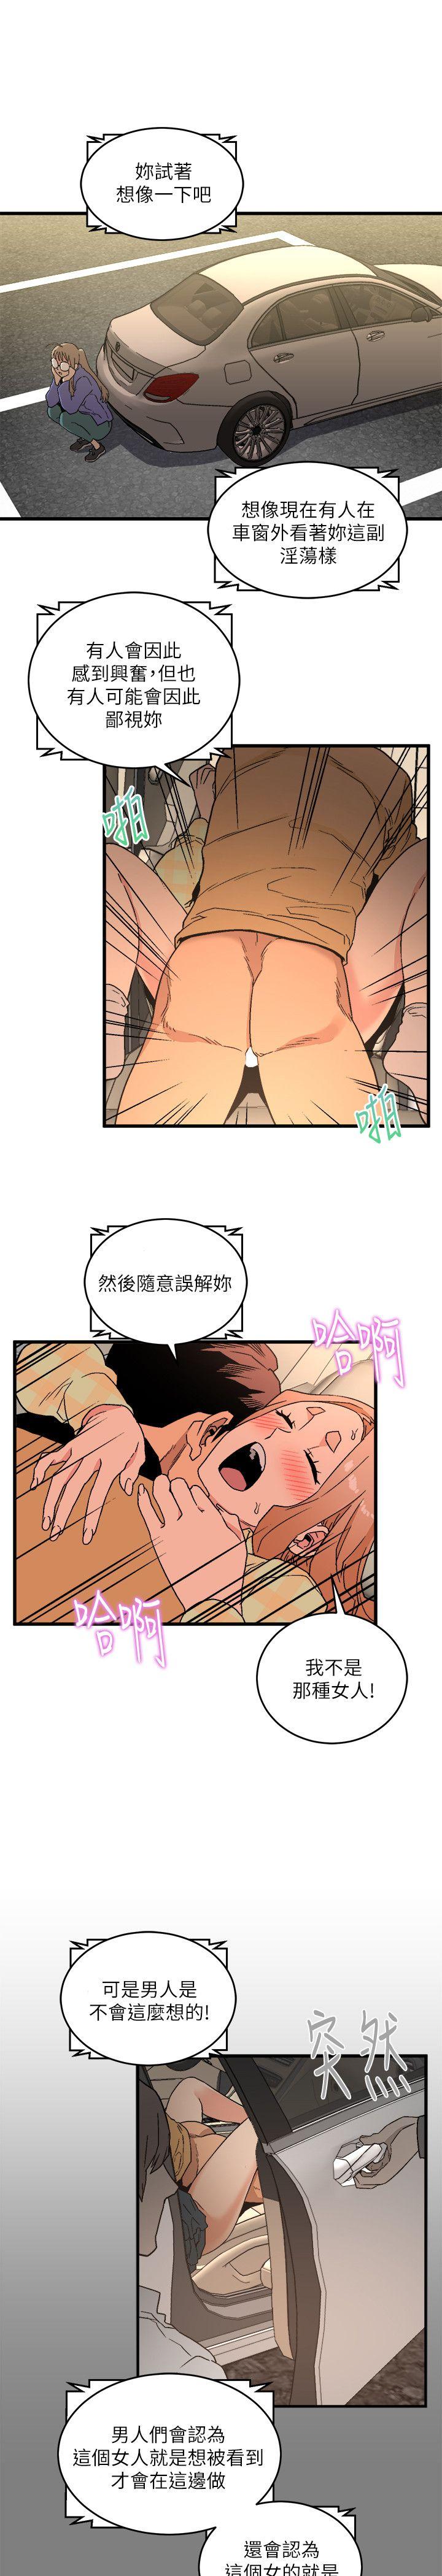 妳試著
想像一下吧
想像現在有人在
車窗外看著妳這副
淫蕩樣
有人會因此
感到興奮,但也
有人可能會因此
鄙視妳
啪
啪
然後隨意誤解妳
哈啊
哈啊
我不是
那種女人!
可是男人是
不會這麼想的!
突然
男人們會認為
這個女人就是想被看到
才會在這邊做
還會認為
這個女的就是